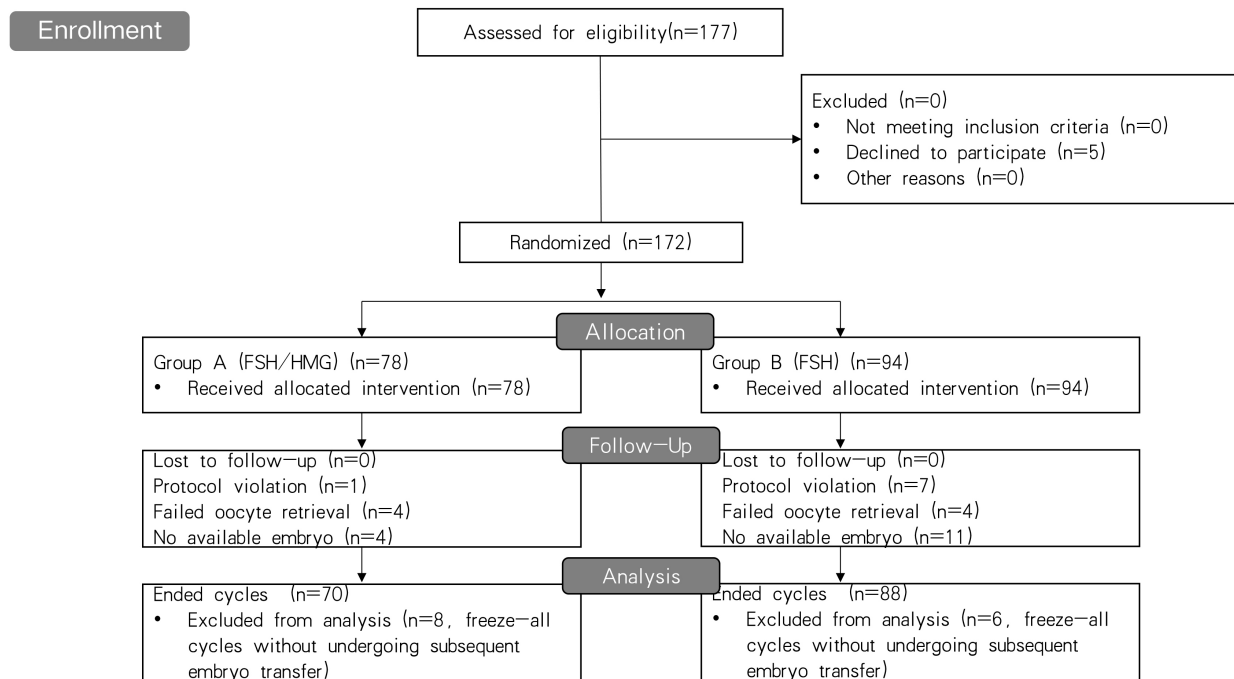 Enrollment
Assessed for eligibility(n=177)
Excluded (n=0)
• Not meeting inclusion criteria (n=0)
• Declined to participate (n=5)
• Other reasons (n=0)
Randomized (n=172)
Allocation
Group A (FSH/HMG) (n=78)
• Received allocated intervention (n=78)
Group B (FSH) (n=94)
• Received allocated intervention (n=94)
Follow-Up
Lost to follow-up (n=0)
Protocol violation (n=1)
Failed oocyte retrieval (n=4)
No available embryo (n=4)
Lost to follow-up (n=0)
Protocol violation (n=7)
Failed oocyte retrieval (n=4)
No available embryo (n=11)
Analysis
Ended cycles (n=70)
• Excluded from analysis (n=8, freeze-all
cycles without undergoing subsequent
embryo transfer)
Ended cycles (n=88)
• Excluded from analysis (n=6, freeze-all
cycles without undergoing subsequent
embryo transfer)